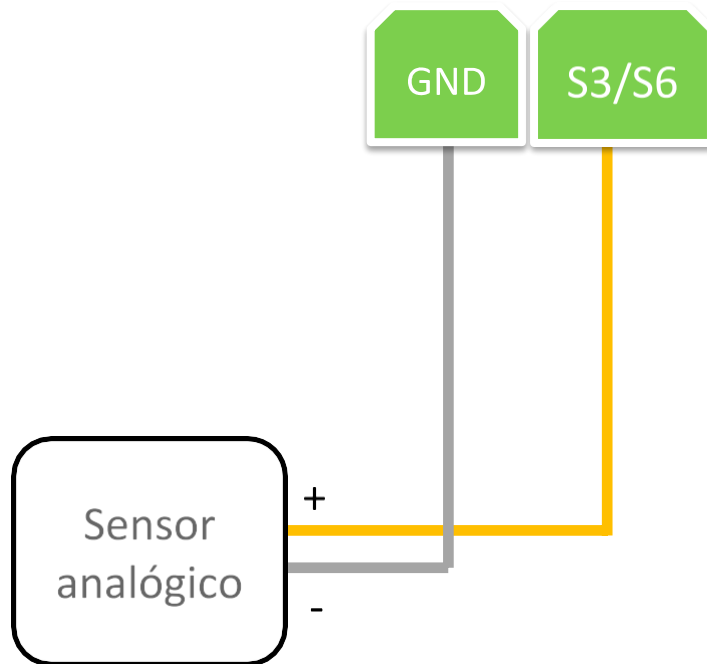 GND
S3/S6
+
Sensor
analógico
-